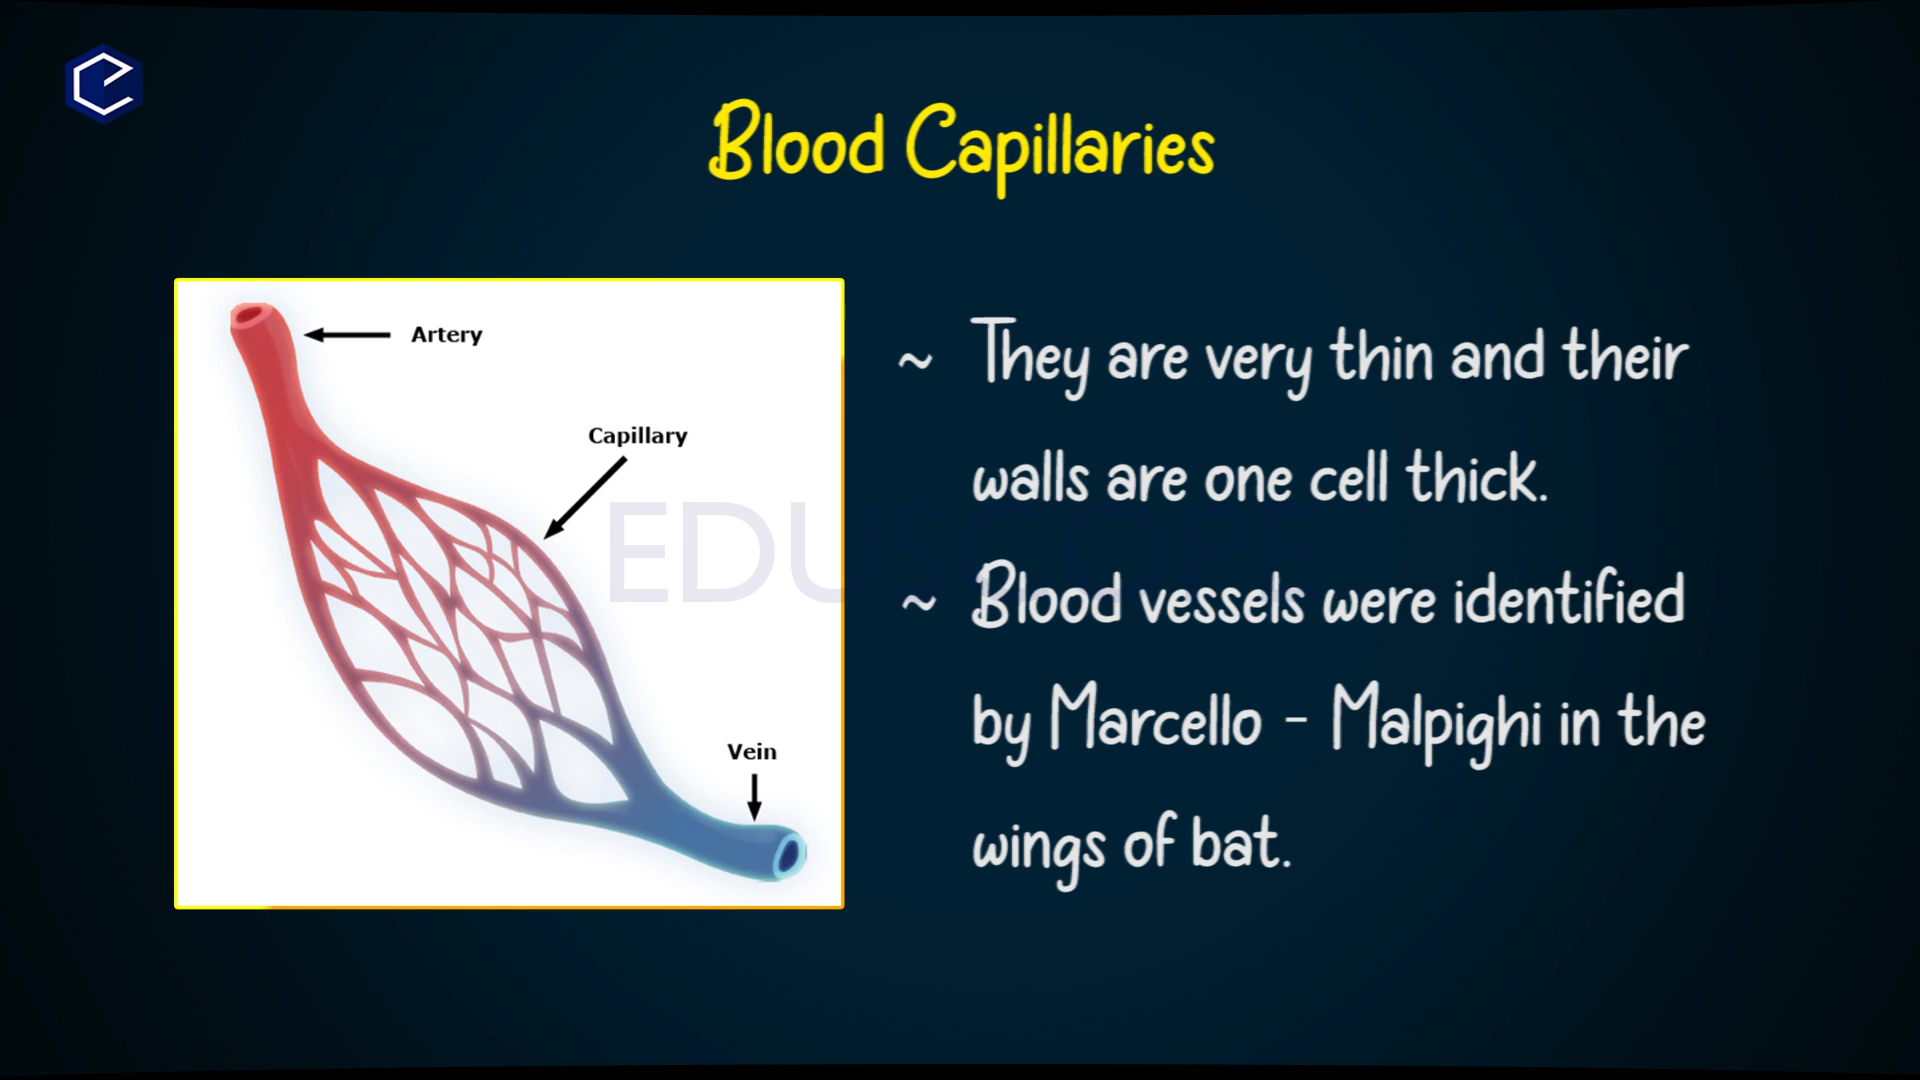 Blood Capillaries
Artery
Capillary
Vein
EDUS
~ They are very thin and their
walls are one cell thick.
~ Blood vessels were identified
by Marcello - Malpighi in the
wings of bat.